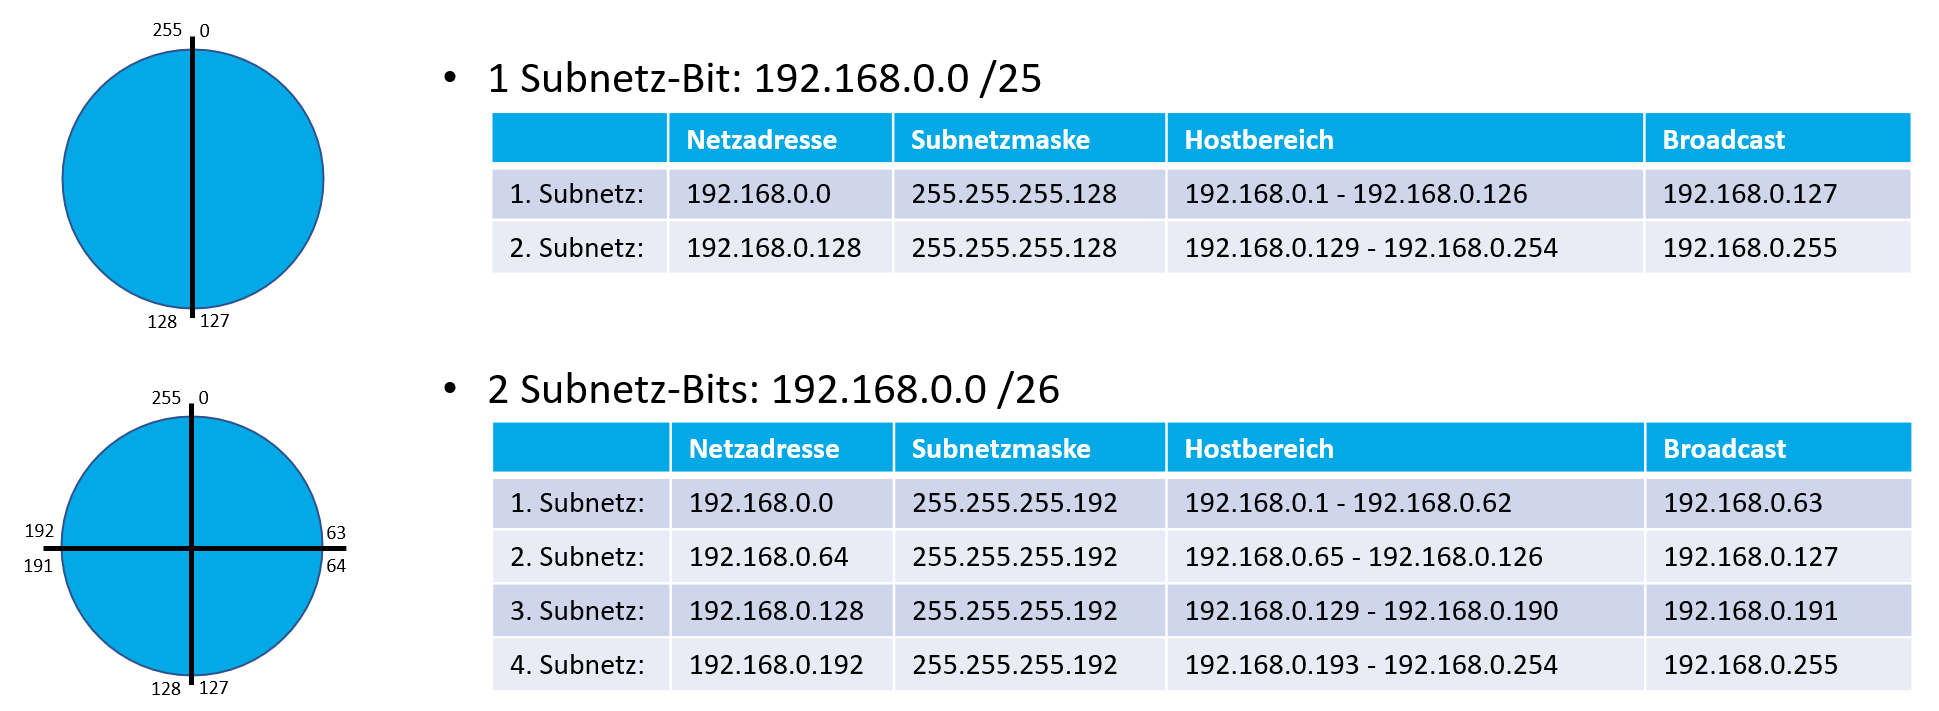 255 0
128 127
• 1 Subnetz-Bit: 192.168.0.0 /25
Netzadresse Subnetzmaske Hostbereich Broadcast
1. Subnetz: 192.168.0.0 255.255.255.128 192.168.0.1 - 192.168.0.126 192.168.0.127
2. Subnetz: 192.168.0.128 255.255.255.128 192.168.0.129 - 192.168.0.254 192.168.0.255
255 0
192 63
191 64
128 127
• 2 Subnetz-Bits: 192.168.0.0 /26
Netzadresse Subnetzmaske Hostbereich Broadcast
1. Subnetz: 192.168.0.0 255.255.255.192 192.168.0.1 - 192.168.0.62 192.168.0.63
2. Subnetz: 192.168.0.64 255.255.255.192 192.168.0.65 - 192.168.0.126 192.168.0.127
3. Subnetz: 192.168.0.128 255.255.255.192 192.168.0.129 - 192.168.0.190 192.168.0.191
4. Subnetz: 192.168.0.192 255.255.255.192 192.168.0.193 - 192.168.0.254 192.168.0.255